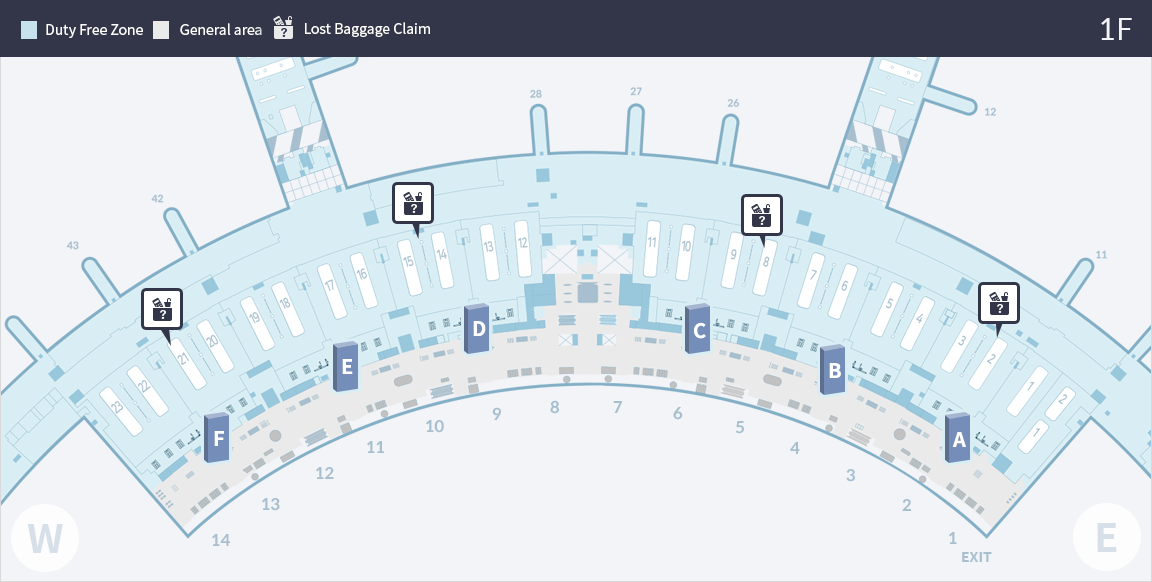 Duty Free Zone General area ? Lost Baggage Claim 1F
28 27 26
12
42
43
11
?
?
?
?
15 14 13 12 11 10 9 8
17 16 7 6
19 18 5 4
21 20 3 2
23 22 1 2
1
D C
E B
F A
14 13 12 11 10 9 8 7 6 5 4 3 2 1
EXIT
W E